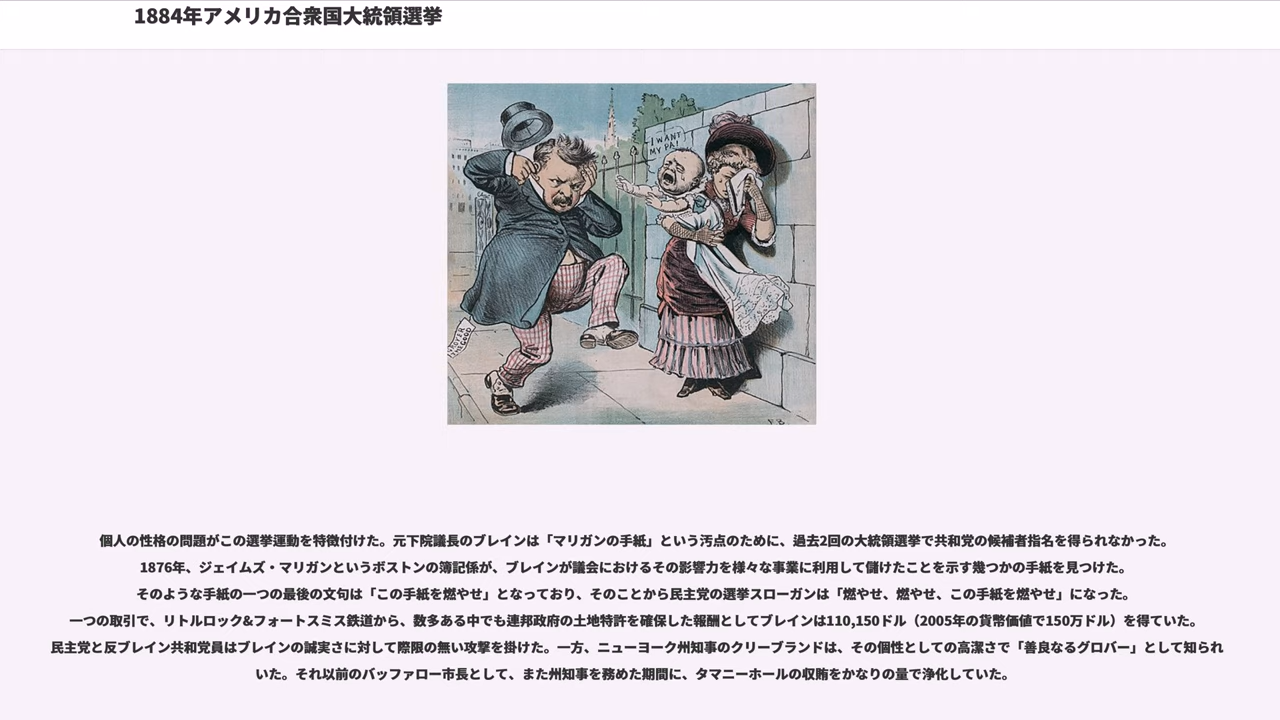 1884年アメリカ合衆国大統領選挙
I WANT
MY PA!
個人の性格の問題がこの選挙運動を特徴付けた。元下院議長のブレインは「マリガンの手紙」という汚点のために、過去2回の大統領選挙で共和党の候補者指名を得られなかった。
1876年、ジェイムズ・マリガンというボストンの簿記係が、ブレインが議会におけるその影響力を様々な事業に利用して儲けたことを示す幾つかの手紙を見つけた。
そのような手紙の一つの最後の文句は「この手紙を燃やせ」となっており、そのことから民主党の選挙スローガンは「燃やせ、燃やせ、この手紙を燃やせ」になった。
一つの取引で、リトルロック&フォートスミス鉄道から、数多ある中でも連邦政府の土地特許を確保した報酬としてブレインは110,150ドル（2005年の貨幣価値で150万ドル）を得ていた。
民主党と反ブレイン共和党員はブレインの誠実さに対して際限の無い攻撃を掛けた。一方、ニューヨーク州知事のクリーブランドは、その個性としての高潔さで「善良なるグロバー」として知られ
いた。それ以前のバッファロー市長として、また州知事を務めた期間に、タマニーホールの収賄をかなりの量で浄化していた。